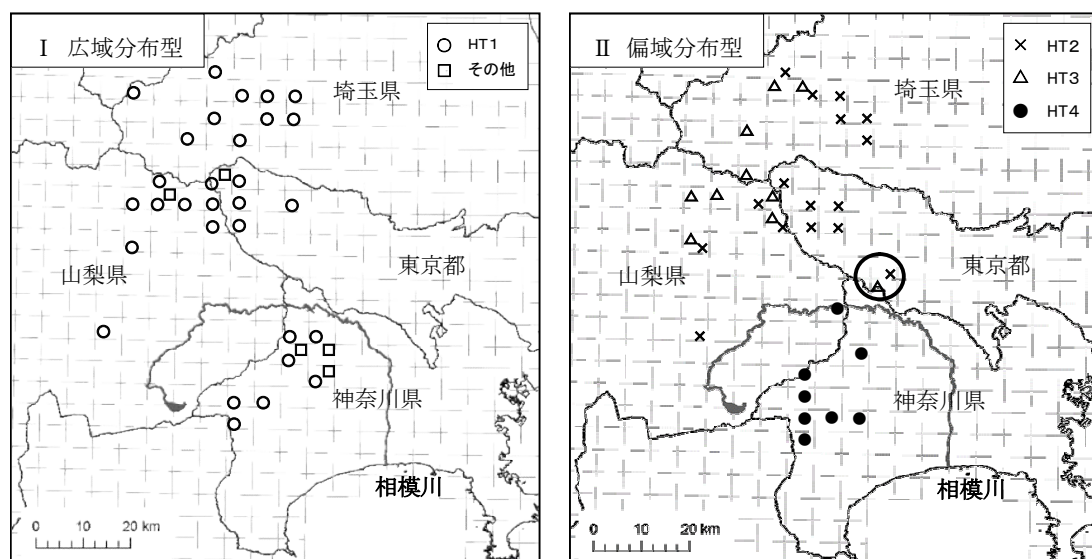 Ⅰ 広域分布型
○ HT1
□ その他
埼玉県
山梨県
東京都
神奈川県
相模川
0 10 20 km
Ⅱ 偏域分布型
× HT2
△ HT3
● HT4
埼玉県
山梨県
東京都
神奈川県
相模川
0 10 20 km